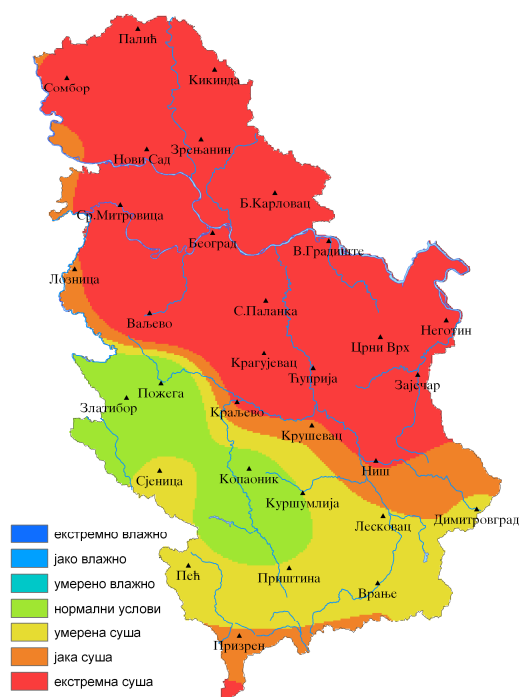 Палић
Сомбор
Кикинда
Зрењанин
Нови Сад
Б.Карловац
Ср.Митровица
Београд
В.Градиште
Лозница
С.Паланка
Ваљево
Неготин
Црни Врх
Крагујевац
Ћуприја
Зајечар
Пожега
Златибор
Краљево
Крушевац
Ниш
Сјеница
Копаоник
Куршумлија
Лесковац
Димитровград
Пећ
Приштина
Врање
Призрен
екстремно влажно
јако влажно
умерено влажно
нормални услови
умерена суша
јака суша
екстремна суша